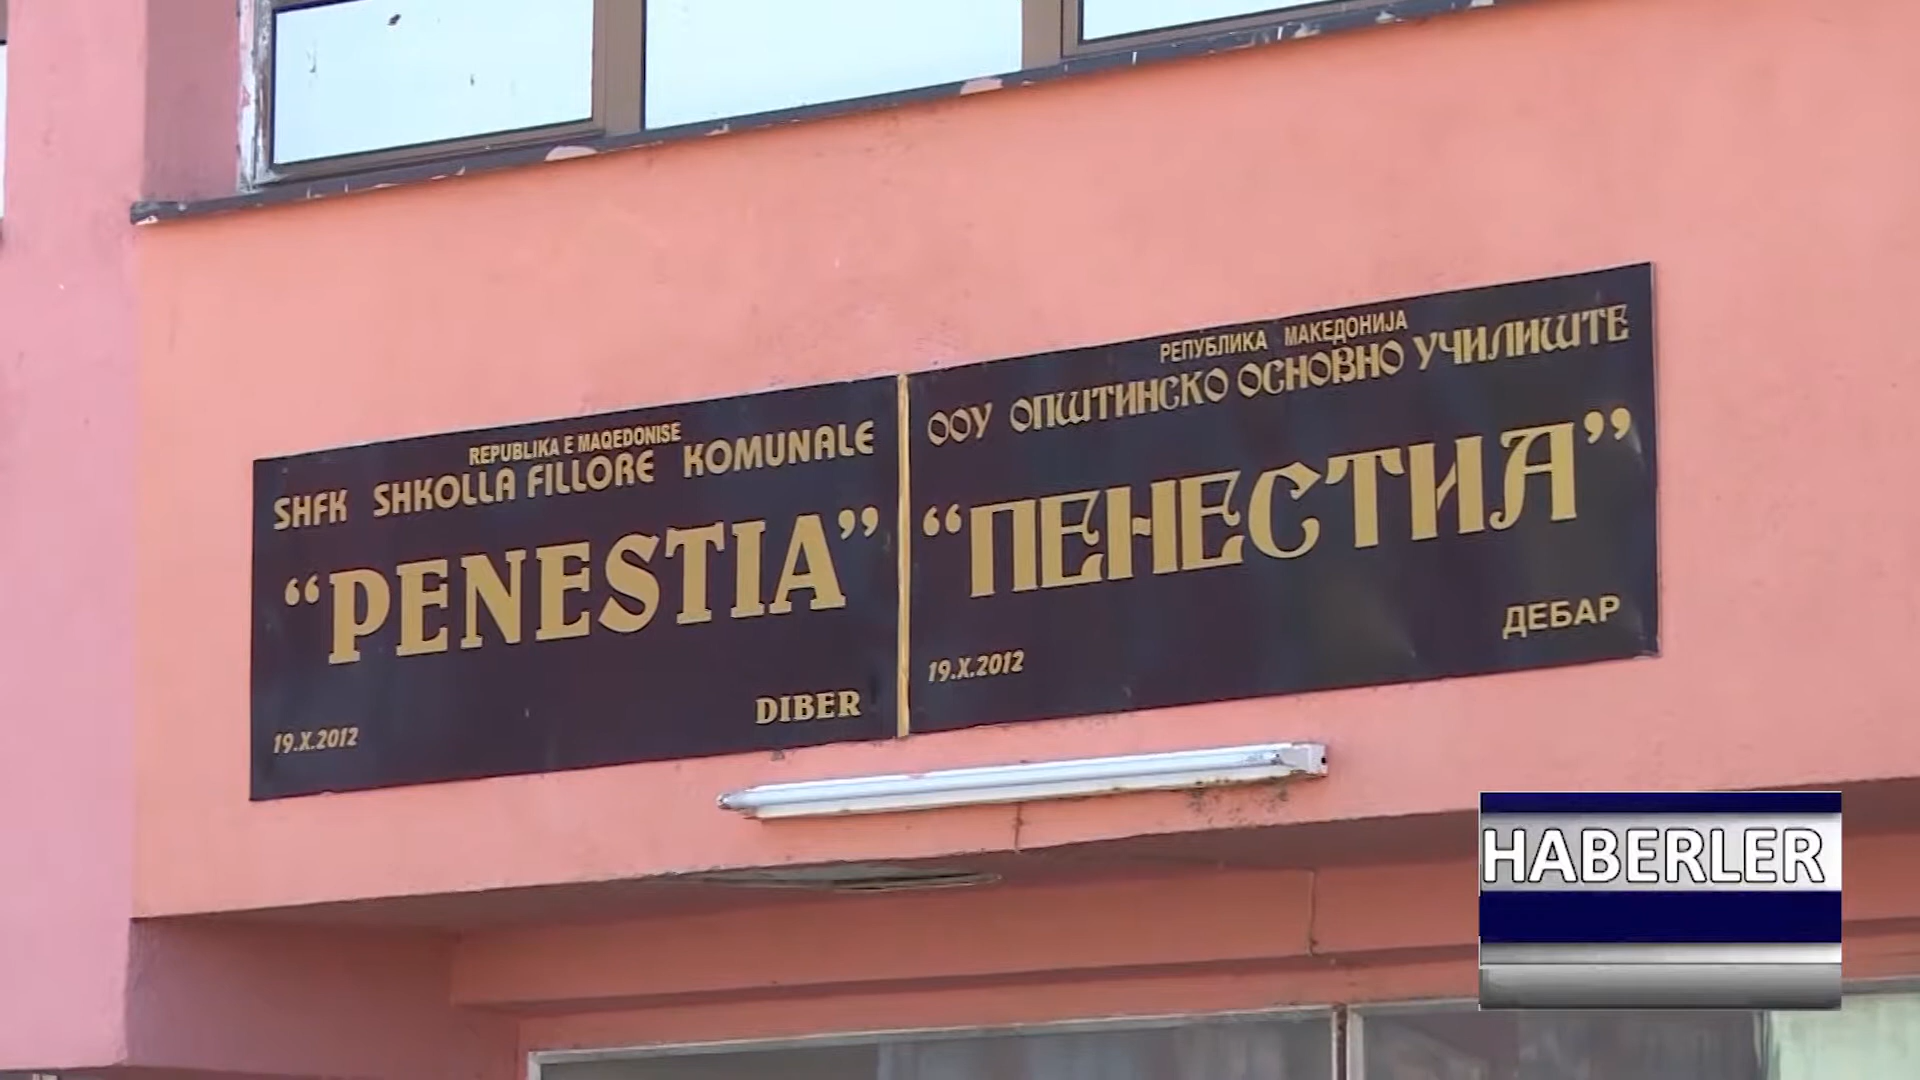 REPUBLIKA E MAQEDONISE
SHFK SHKOLLA FILLORE KOMUNALE
“PENESTIA”
19.X.2012
DIBER
РЕПУБЛИКА МАКЕДОНИЈА
ООУ ОПШТИНСКО ОСНОВНО УЧИЛИШТЕ
“ПЕНЕСТИА”
19.X.2012
ДЕБАР
HABERLER